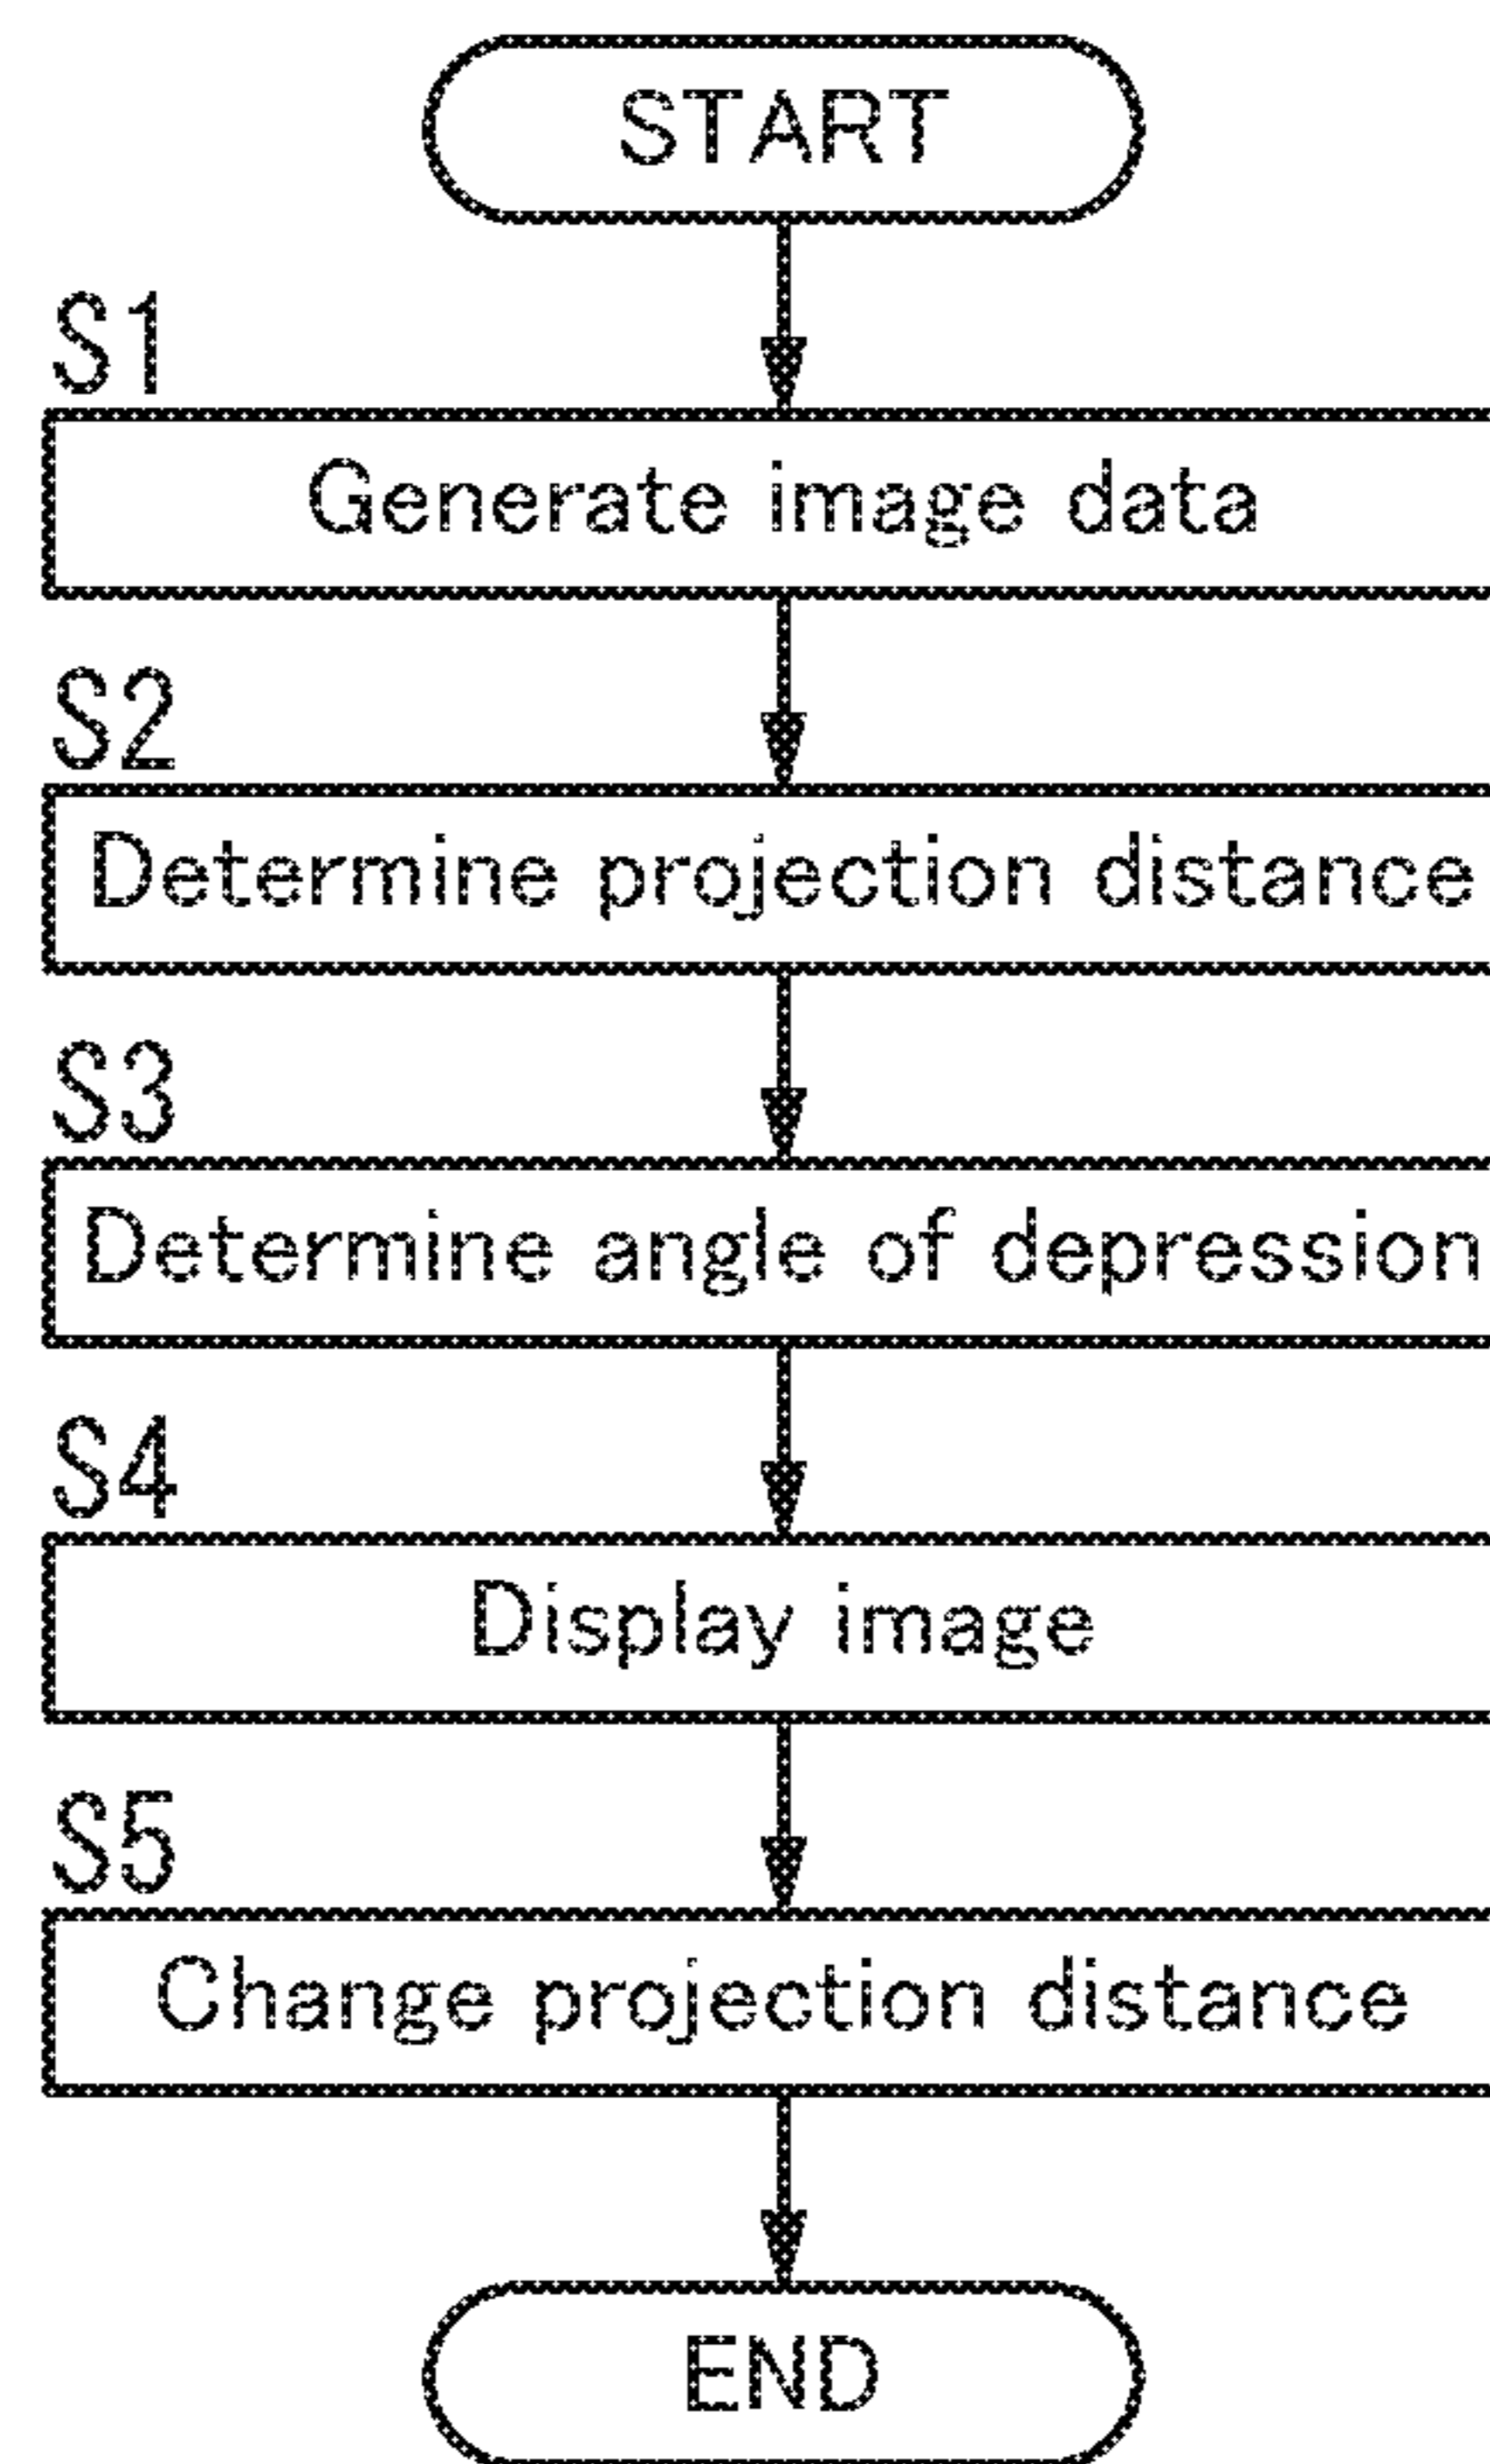 START
S1
Generate image data
S2
Determine projection distance
S3
Determine angle of depression
S4
Display image
S5
Change projection distance
END